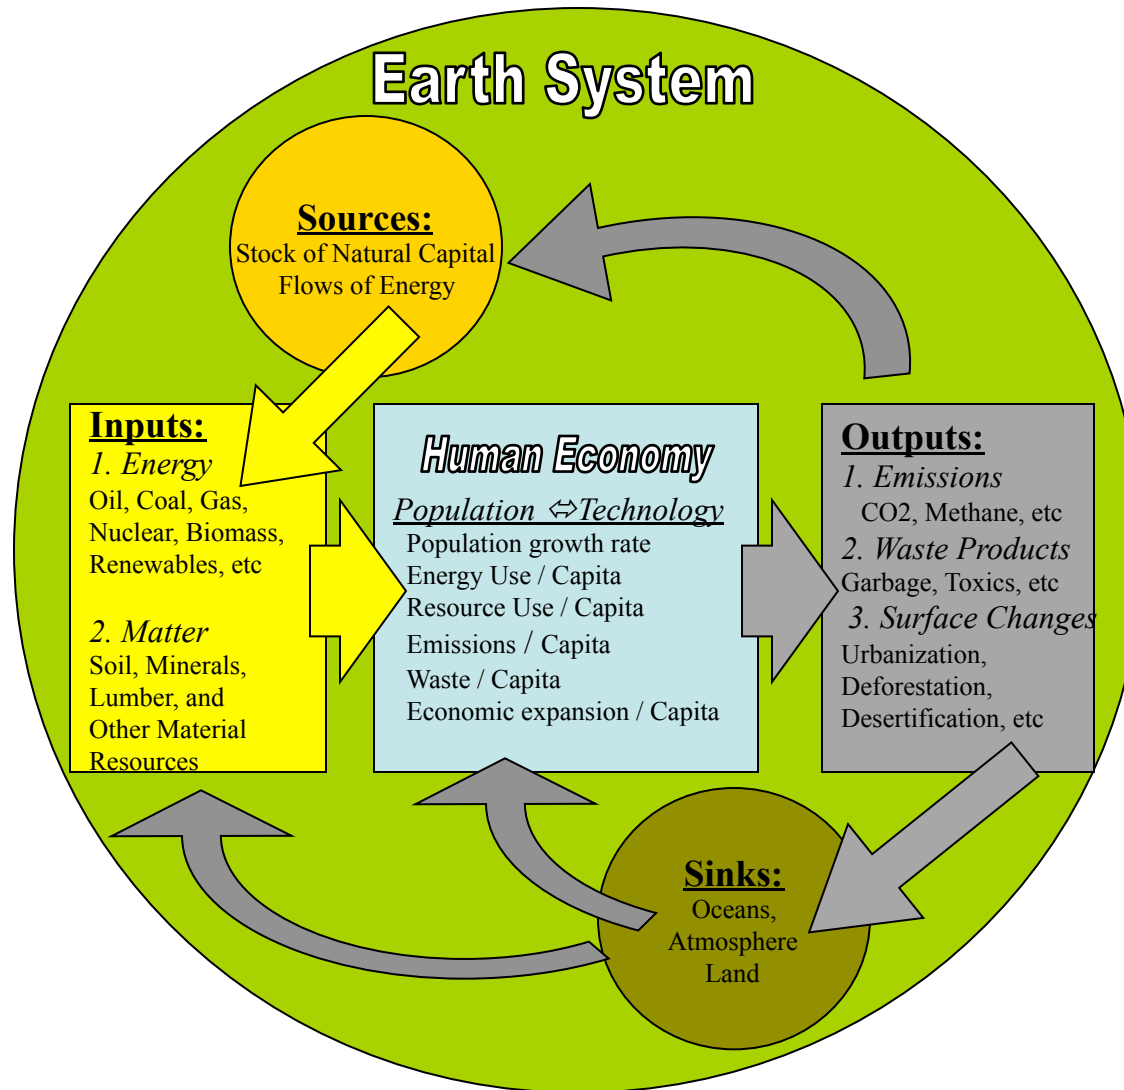 Earth System
Sources:
Stock of Natural Capital
Flows of Energy
Inputs:
1. Energy
Oil, Coal, Gas,
Nuclear, Biomass,
Renewables, etc
2. Matter
Soil, Minerals,
Lumber, and
Other Material
Resources
Human Economy
Population ⇔Technology
Population growth rate
Energy Use / Capita
Resource Use / Capita
Emissions / Capita
Waste / Capita
Economic expansion / Capita
Outputs:
1. Emissions
CO2, Methane, etc
2. Waste Products
Garbage, Toxics, etc
3. Surface Changes
Urbanization,
Deforestation,
Desertification, etc
Sinks:
Oceans,
Atmosphere
Land